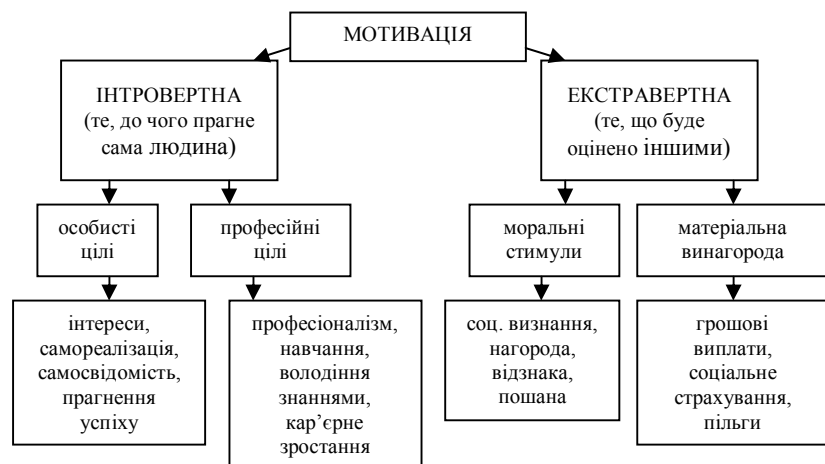 МОТИВАЦІЯ
ІНТРОВЕРТНА
(те, до чого прагне
сама людина)
ЕКСТРАВЕРТНА
(те, що буде
оцінено іншими)
особисті
цілі
професійні
цілі
моральні
стимули
матеріальна
винагорода
інтереси,
самореалізація,
самосвідомість,
прагнення
успіху
професіоналізм,
навчання,
володіння
знаннями,
кар’єрне
зростання
соц. визнання,
нагорода,
відзнака,
пошана
грошові
виплати,
соціальне
страхування,
пільги